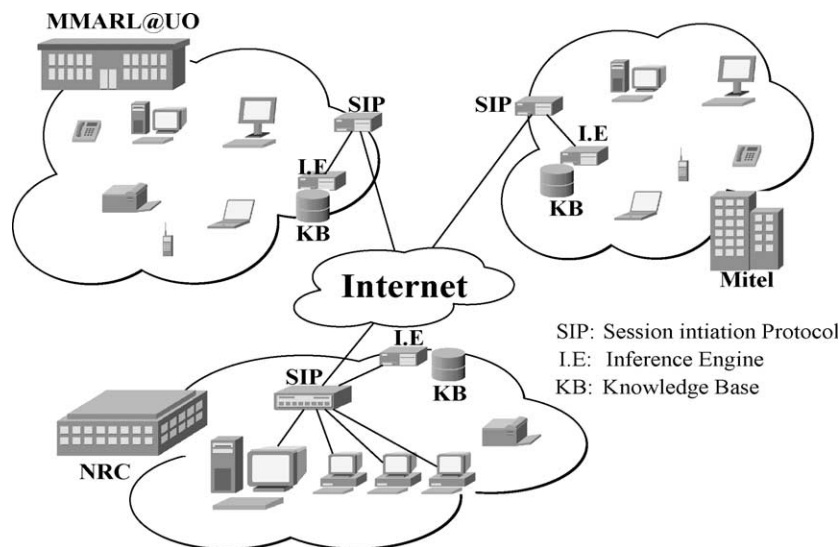 MMARL@UO
SIP
I.E
KB
SIP
I.E
KB
Mitel
Internet
I.E
SIP
KB
NRC
SIP: Session intiation Protocol
I.E: Inference Engine
KB: Knowledge Base